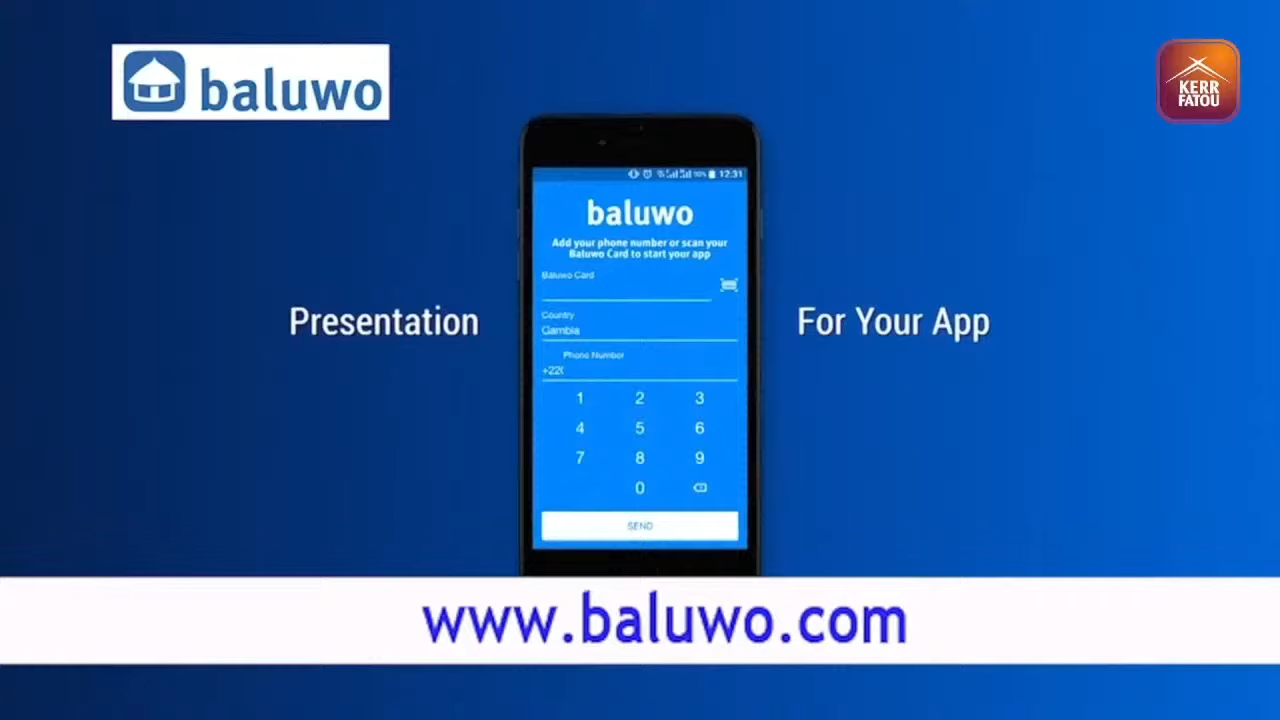 baluwo
KERR
FATOU
12:31
baluwo
Add your phone number or scan your
Baluwo Card to start your app
Baluwo Card
Country
Gambia
Phone Number
+220
Presentation
For Your App
1 2 3
4 5 6
7 8 9
0
SEND
www.baluwo.com